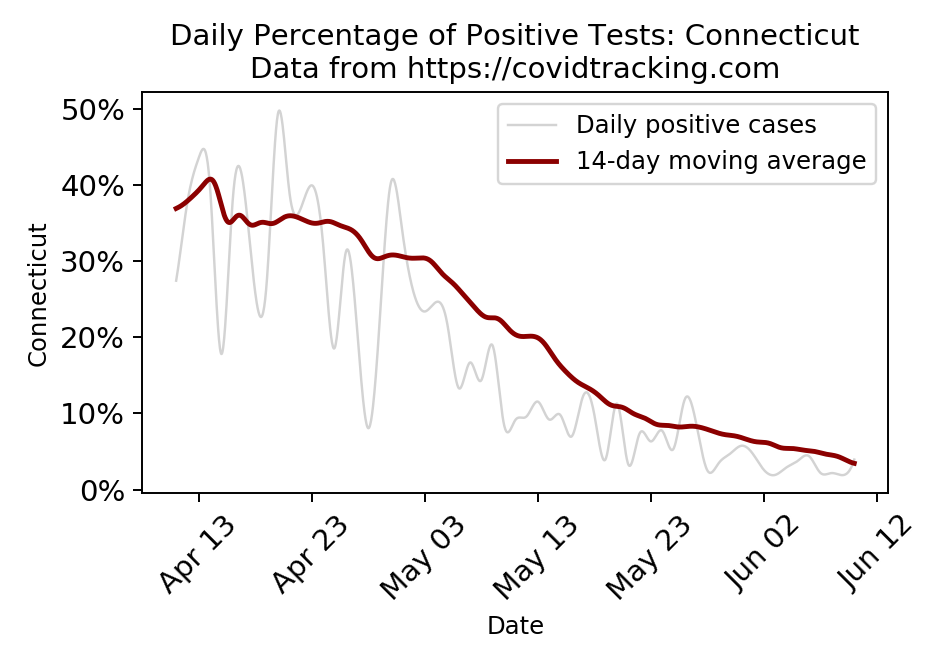 Daily Percentage of Positive Tests: Connecticut
Data from https://covidtracking.com
Daily positive cases
14-day moving average
Connecticut
50%
40%
30%
20%
10%
0%
Apr 13
Apr 23
May 03
May 13
May 23
Jun 02
Jun 12
Date